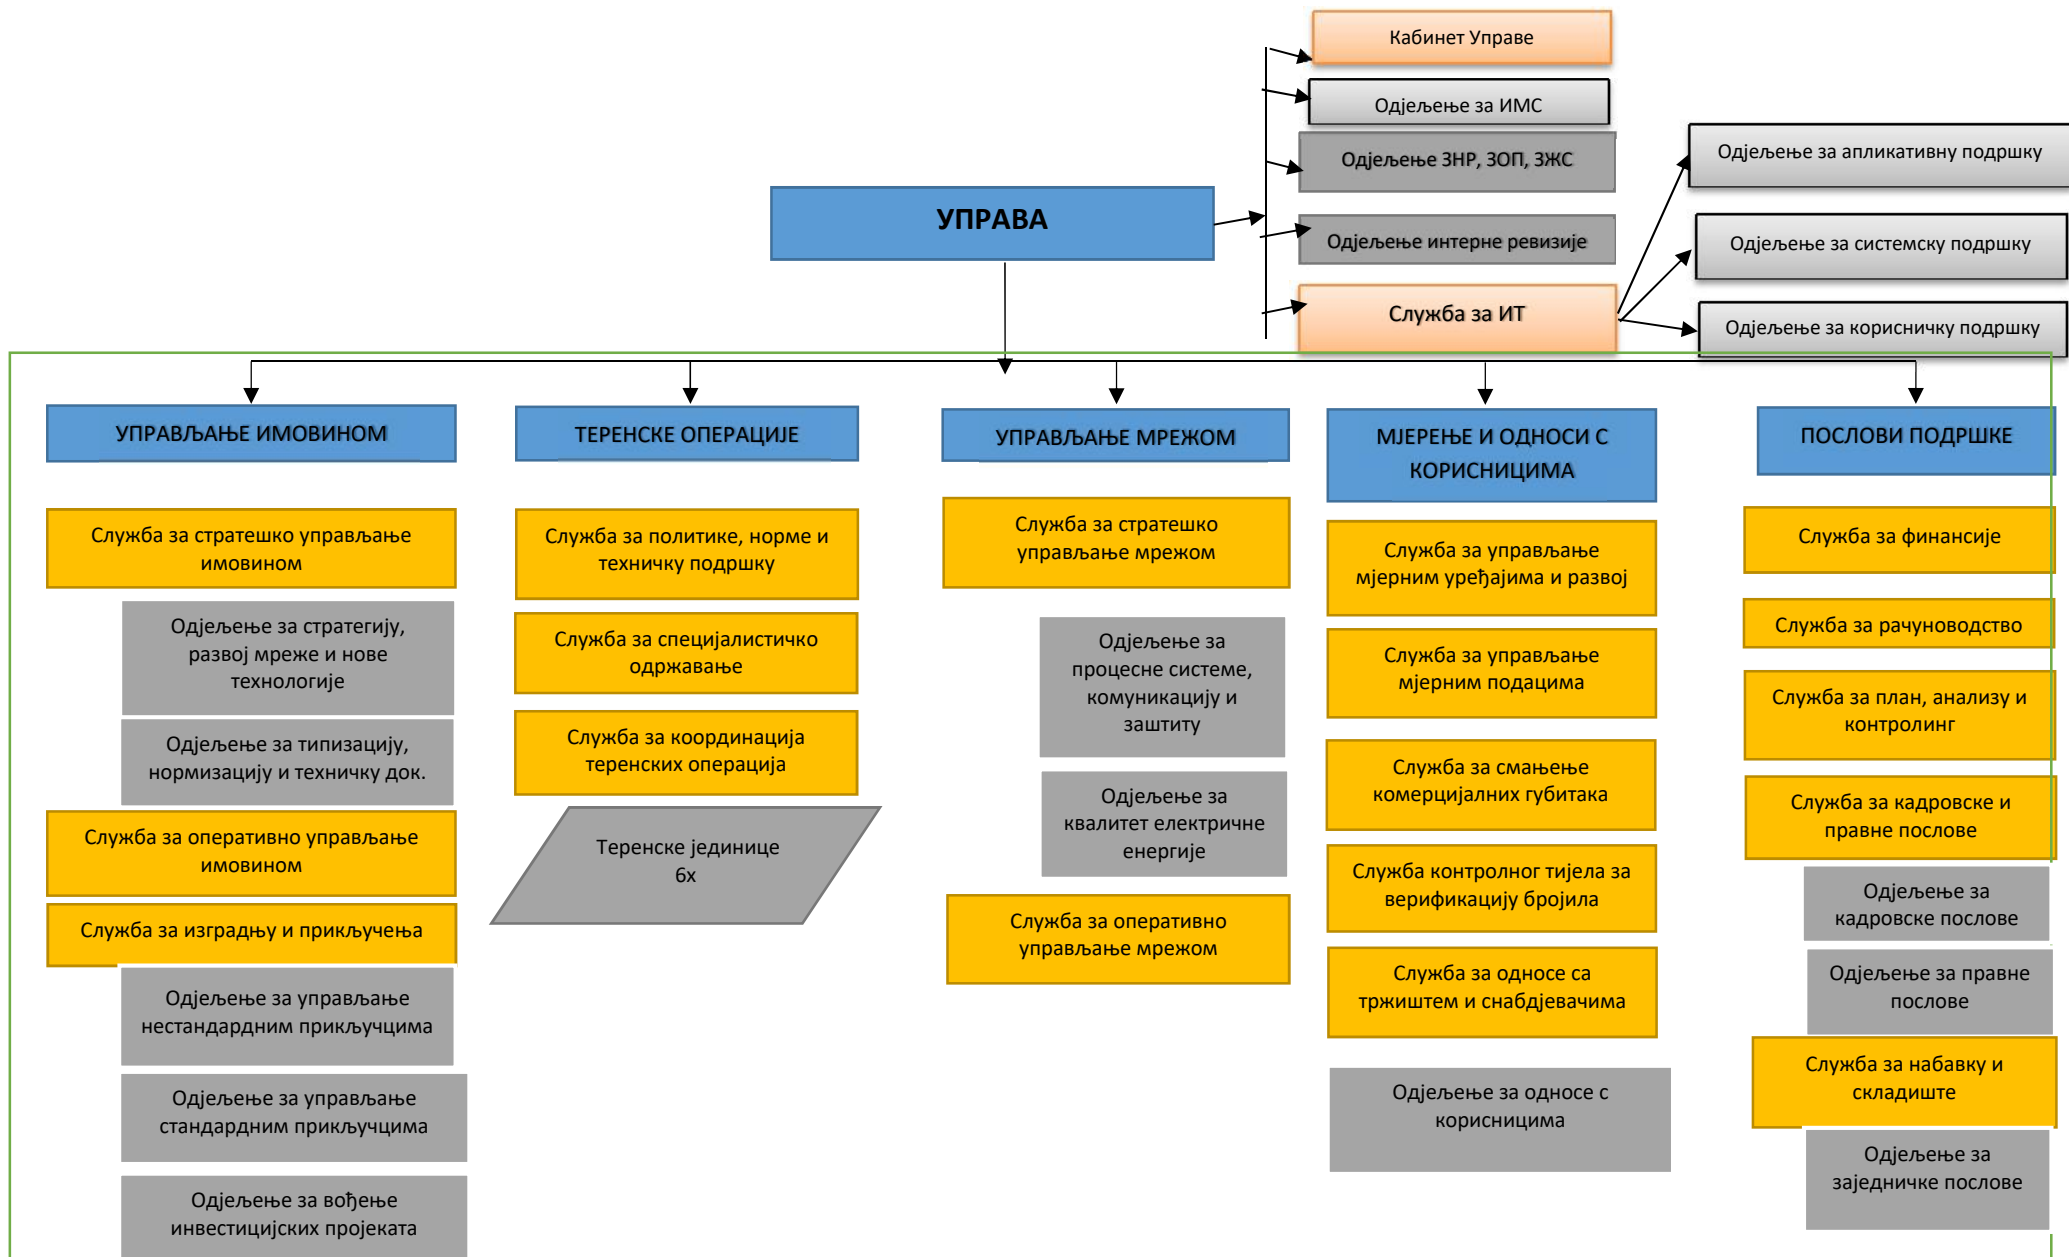 Кабинет Управе
Одјељење за ИМС
Одјељење ЗНР, ЗОП, ЗЖС
Одјељење интерне ревизије
Служба за ИТ
Одјељење за апликативну подршку
Одјељење за системску подршку
Одјељење за корисничку подршку
УПРАВА
УПРАВЉАЊЕ ИМОВИНОМ
Служба за стратешко управљање
имовином
Одјељење за стратегију,
развој мреже и нове
технологије
Одјељење за типизацију,
нормизацију и техничку док.
Служба за оперативно управљање
имовином
Служба за изградњу и прикључења
Одјељење за управљање
нестандардним прикључцима
Одјељење за управљање
стандардним прикључцима
Одјељење за вођење
инвестицијских пројеката
ТЕРЕНСКЕ ОПЕРАЦИЈЕ
Служба за политике, норме и
техничку подршку
Служба за специјалистичко
одржавање
Служба за координација
теренских операција
Теренске јединице
6x
УПРАВЉАЊЕ МРЕЖОМ
Служба за стратешко
управљање мрежом
Одјељење за
процесне системе,
комуникацију и
заштиту
Одјељење за
квалитет електричне
енергије
Служба за оперативно
управљање мрежом
МЈЕРЕЊЕ И ОДНОСИ С
КОРИСНИЦИМА
Служба за управљање
мјерним уређајима и развој
Служба за управљање
мјерним подацима
Служба за смањење
комерцијалних губитака
Служба контролног тијела за
верификацију бројила
Служба за односе са
тржиштем и снабдјевачима
Одјељење за односе с
корисницима
ПОСЛОВИ ПОДРШКЕ
Служба за финансије
Служба за рачуноводство
Служба за план, анализу и
контролинг
Служба за кадровске и
правне послове
Одјељење за
кадровске послове
Одјељење за правне
послове
Служба за набавку и
складиште
Одјељење за
заједничке послове